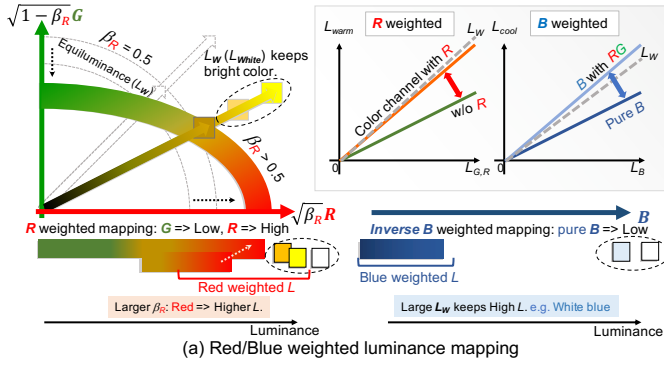 √1 − β_R G
β_R = 0.5
Equiluminance (L_W)
L_W (L_White) keeps
bright color.
β_R > 0.5
√β_R R
R weighted
L_warm
L_W
Color channel with R
w/o R
0
L_G,R
B weighted
L_cool
B with RG
L_W
Pure B
0
L_B
R weighted mapping: G => Low, R => High
Red weighted L
Larger β_R: Red => Higher L.
Luminance
B
Inverse B weighted mapping: pure B => Low
Blue weighted L
Large L_W keeps High L. e.g. White blue
Luminance
(a) Red/Blue weighted luminance mapping